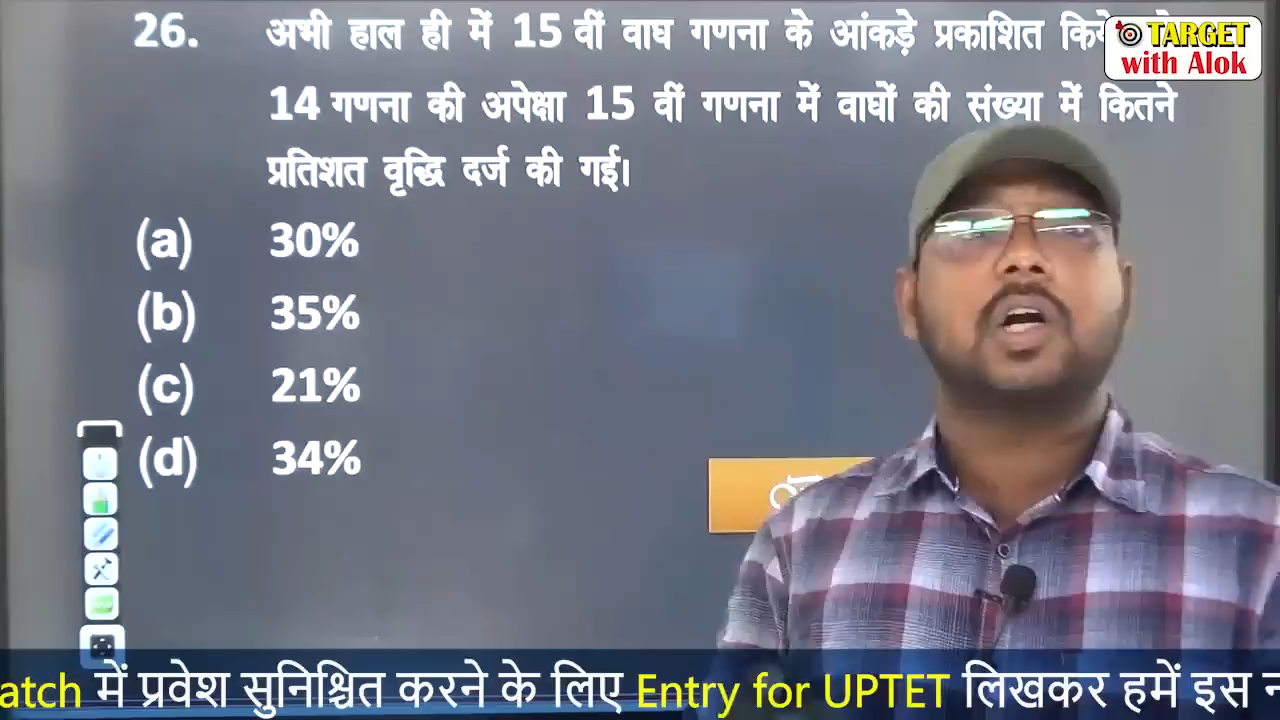 26. अभी हाल ही में 15 वीं वाघ गणना के आंकड़े प्रकाशित
TARGET
with Alok
14 गणना की अपेक्षा 15 वीं गणना में वाघों की संख्या में कितने
प्रतिशत वृद्धि दर्ज की गई।
(a) 30%
(b) 35%
(c) 21%
(d) 34%
atch में प्रवेश सुनिश्चित करने के लिए Entry for UPTET लिखकर हमें इस